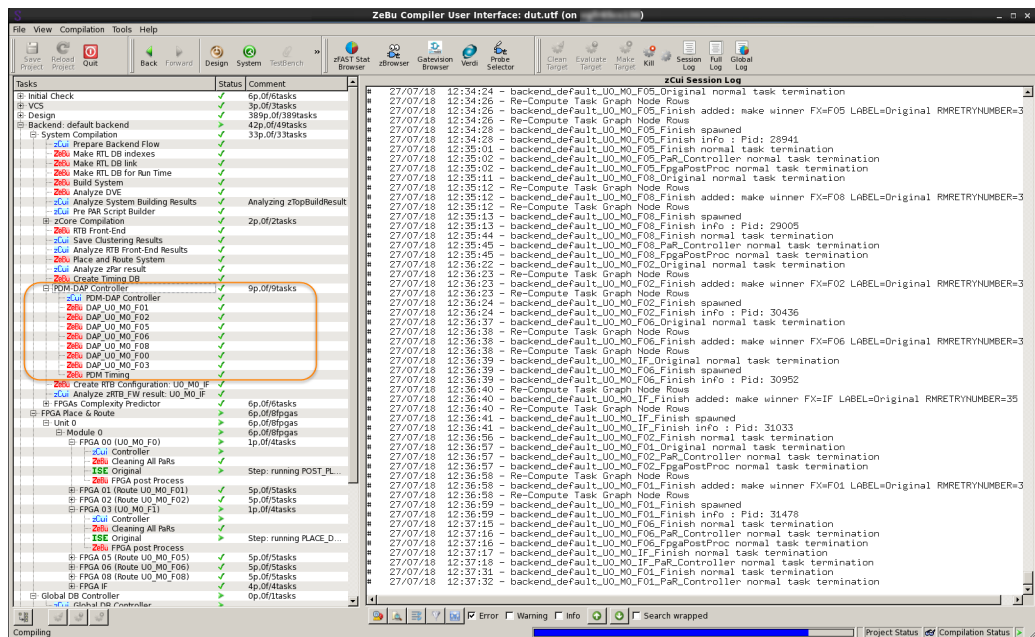 ZeBu Compiler User Interface: dut.utf (on
File View Compilation Tools Help
Save Project
Reload Project
Quit
Back
Forward
Design
System
TestBench
»
zFAST Stat Browser
zBrowser
Gatevision Browser
Verdi
Probe Selector
Clean Target
Evaluate Target
Make Target
Kill
Session Log
Full Log
Global Log
Tasks Status Comment
Initial Check 6p,0f/6tasks
VCS 3p,0f/3tasks
Design 389p,0f/389tasks
Backend: default backend 42p,0f/49tasks
System Compilation 33p,0f/33tasks
zCui Prepare Backend Flow
ZeBu Make RTL DB indexes
ZeBu Make RTL DB link
ZeBu Make RTL DB for Run Time
ZeBu Build System
ZeBu Analyze DVE
zCui Analyze System Building Results Analyzing zTopBuildResult
zCui Pre PAR Script Builder
zCore Compilation 2p,0f/2tasks
ZeBu RTB Front-End
zCui Save Clustering Results
zCui Analyze RTB Front-End Results
ZeBu Place and Route System
zCui Analyze zPar result
ZeBu Create Timing DB
PDM-DAP Controller 9p,0f/9tasks
zCui PDM-DAP Controller
ZeBu DAP_U0_M0_F01
ZeBu DAP_U0_M0_F02
ZeBu DAP_U0_M0_F05
ZeBu DAP_U0_M0_F06
ZeBu DAP_U0_M0_F08
ZeBu DAP_U0_M0_F00
ZeBu DAP_U0_M0_F03
ZeBu PDM Timing
ZeBu Create RTB Configuration: U0_M0_IF
zCui Analyze zRTB_FW result: U0_M0_IF
FPGAs Complexity Predictor 6p,0f/6tasks
FPGA Place & Route 6p,0f/8fpgas
Unit 0 6p,0f/8fpgas
Module 0 6p,0f/8fpgas
FPGA 00 (U0_M0_F0) 1p,0f/4tasks
zCui Controller
ZeBu Cleaning All PaRs
ISE Original Step: running POST_PL...
ZeBu FPGA post Process
FPGA 01 (Route U0_M0_F01) 5p,0f/5tasks
FPGA 02 (Route U0_M0_F02) 5p,0f/5tasks
FPGA 03 (U0_M0_F1) 1p,0f/4tasks
zCui Controller
ZeBu Cleaning All PaRs
ISE Original Step: running PLACE_D...
ZeBu FPGA post Process
FPGA 05 (Route U0_M0_F05) 5p,0f/5tasks
FPGA 06 (Route U0_M0_F06) 5p,0f/5tasks
FPGA 08 (Route U0_M0_F08) 5p,0f/5tasks
FPGA IF 4p,0f/4tasks
Global DB Controller 0p,0f/1tasks
zCui Global DB Controller
zCui Session Log
# 27/07/18 12:34:24 - backend_default_U0_M0_F05_Original normal task termination
# 27/07/18 12:34:26 - Re-Compute Task Graph Node Rows
# 27/07/18 12:34:26 - backend_default_U0_M0_F05_Finish added: make winner FX=F05 LABEL=Original RMRETRYNUMBER=3
# 27/07/18 12:34:26 - Re-Compute Task Graph Node Rows
# 27/07/18 12:34:28 - backend_default_U0_M0_F05_Finish spawned
# 27/07/18 12:34:28 - backend_default_U0_M0_F05_Finish info : Pid: 28941
# 27/07/18 12:35:01 - backend_default_U0_M0_F05_Finish normal task termination
# 27/07/18 12:35:02 - backend_default_U0_M0_F05_PaR_Controller normal task termination
# 27/07/18 12:35:02 - backend_default_U0_M0_F05_FpgaPostProc normal task termination
# 27/07/18 12:35:11 - backend_default_U0_M0_F08_Original normal task termination
# 27/07/18 12:35:12 - Re-Compute Task Graph Node Rows
# 27/07/18 12:35:12 - backend_default_U0_M0_F08_Finish added: make winner FX=F08 LABEL=Original RMRETRYNUMBER=3
# 27/07/18 12:35:12 - Re-Compute Task Graph Node Rows
# 27/07/18 12:35:13 - backend_default_U0_M0_F08_Finish spawned
# 27/07/18 12:35:13 - backend_default_U0_M0_F08_Finish info : Pid: 29005
# 27/07/18 12:35:44 - backend_default_U0_M0_F08_Finish normal task termination
# 27/07/18 12:35:45 - backend_default_U0_M0_F08_PaR_Controller normal task termination
# 27/07/18 12:35:45 - backend_default_U0_M0_F08_FpgaPostProc normal task termination
# 27/07/18 12:36:22 - backend_default_U0_M0_F02_Original normal task termination
# 27/07/18 12:36:23 - Re-Compute Task Graph Node Rows
# 27/07/18 12:36:23 - backend_default_U0_M0_F02_Finish added: make winner FX=F02 LABEL=Original RMRETRYNUMBER=3
# 27/07/18 12:36:23 - Re-Compute Task Graph Node Rows
# 27/07/18 12:36:24 - backend_default_U0_M0_F02_Finish spawned
# 27/07/18 12:36:24 - backend_default_U0_M0_F02_Finish info : Pid: 30436
# 27/07/18 12:36:37 - backend_default_U0_M0_F06_Original normal task termination
# 27/07/18 12:36:38 - Re-Compute Task Graph Node Rows
# 27/07/18 12:36:38 - backend_default_U0_M0_F06_Finish added: make winner FX=F06 LABEL=Original RMRETRYNUMBER=3
# 27/07/18 12:36:38 - Re-Compute Task Graph Node Rows
# 27/07/18 12:36:39 - backend_default_U0_M0_IF_Original normal task termination
# 27/07/18 12:36:39 - backend_default_U0_M0_F06_Finish spawned
# 27/07/18 12:36:39 - backend_default_U0_M0_F06_Finish info : Pid: 30952
# 27/07/18 12:36:40 - Re-Compute Task Graph Node Rows
# 27/07/18 12:36:40 - backend_default_U0_M0_IF_Finish added: make winner FX=IF LABEL=Original RMRETRYNUMBER=35
# 27/07/18 12:36:40 - Re-Compute Task Graph Node Rows
# 27/07/18 12:36:41 - backend_default_U0_M0_IF_Finish spawned
# 27/07/18 12:36:41 - backend_default_U0_M0_IF_Finish info : Pid: 31033
# 27/07/18 12:36:56 - backend_default_U0_M0_F02_Finish normal task termination
# 27/07/18 12:36:57 - backend_default_U0_M0_F01_Original normal task termination
# 27/07/18 12:36:57 - backend_default_U0_M0_F02_PaR_Controller normal task termination
# 27/07/18 12:36:57 - backend_default_U0_M0_F02_FpgaPostProc normal task termination
# 27/07/18 12:36:58 - Re-Compute Task Graph Node Rows
# 27/07/18 12:36:58 - backend_default_U0_M0_F01_Finish added: make winner FX=F01 LABEL=Original RMRETRYNUMBER=3
# 27/07/18 12:36:58 - Re-Compute Task Graph Node Rows
# 27/07/18 12:36:59 - backend_default_U0_M0_F01_Finish spawned
# 27/07/18 12:36:59 - backend_default_U0_M0_F01_Finish info : Pid: 31478
# 27/07/18 12:37:15 - backend_default_U0_M0_F06_Finish normal task termination
# 27/07/18 12:37:16 - backend_default_U0_M0_F06_PaR_Controller normal task termination
# 27/07/18 12:37:16 - backend_default_U0_M0_F06_FpgaPostProc normal task termination
# 27/07/18 12:37:17 - backend_default_U0_M0_IF_Finish normal task termination
# 27/07/18 12:37:18 - backend_default_U0_M0_IF_PaR_Controller normal task termination
# 27/07/18 12:37:31 - backend_default_U0_M0_F01_Finish normal task termination
# 27/07/18 12:37:32 - backend_default_U0_M0_F01_PaR_Controller normal task termination
Error Warning Info Search wrapped
Compiling Project Status Compilation Status